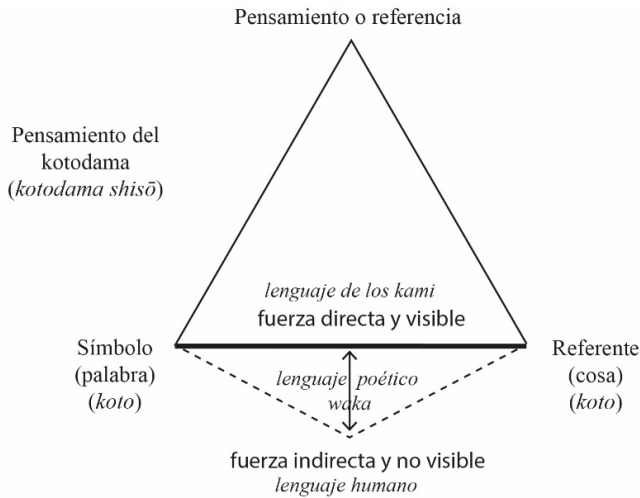 Pensamiento o referencia
Pensamiento del
kotodama
(kotodama shisō)
lenguaje de los kami
fuerza directa y visible
Símbolo
(palabra)
(koto)
Referente
(cosa)
(koto)
lenguaje poético
waka
fuerza indirecta y no visible
lenguaje humano